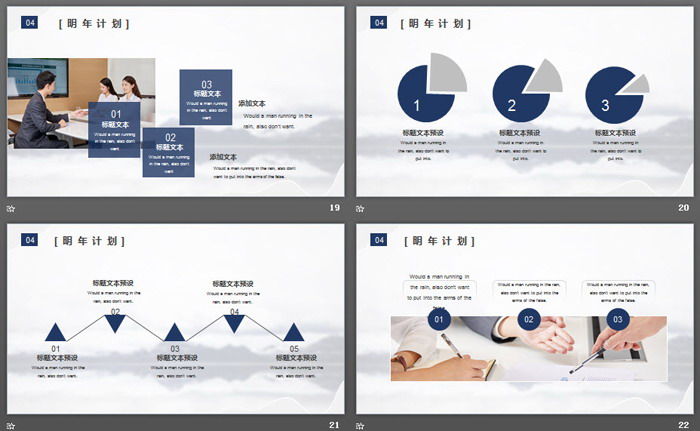 04
[ 明 年 计 划 ]
01
标题文本
Would a man running
in the rain, also don't
want.
02
标题文本
Would a man running
in the rain, also don't
want.
03
标题文本
Would a man running
in the rain, also don't
want.
添加文本
Would a man running in the
rain, also don't want.
添加文本
Would a man running in the rain, also don't
want to put into the arms of the false.
19
04
[ 明 年 计 划 ]
1
标题文本预设
Would a man running in
the rain, also don't want to
put into.
2
标题文本预设
Would a man running in
the rain, also don't want to
put into.
3
标题文本预设
Would a man running in
the rain, also don't want to
put into.
20
04
[ 明 年 计 划 ]
标题文本预设
Would a man running in the
rain, also don't want.
02
标题文本预设
Would a man running in the
rain, also don't want.
04
01
标题文本预设
Would a man running in the
rain, also don't want.
03
标题文本预设
Would a man running in the
rain, also don't want.
05
标题文本预设
Would a man running in the
rain, also don't want.
21
04
[ 明 年 计 划 ]
Would a man running in
the rain, also don't want
to put into the arms of the
false.
01
Would a man running in the rain,
also don't want to put into the
arms of the false.
02
Would a man running in the rain,
also don't want to put into the
arms of the false.
03
22